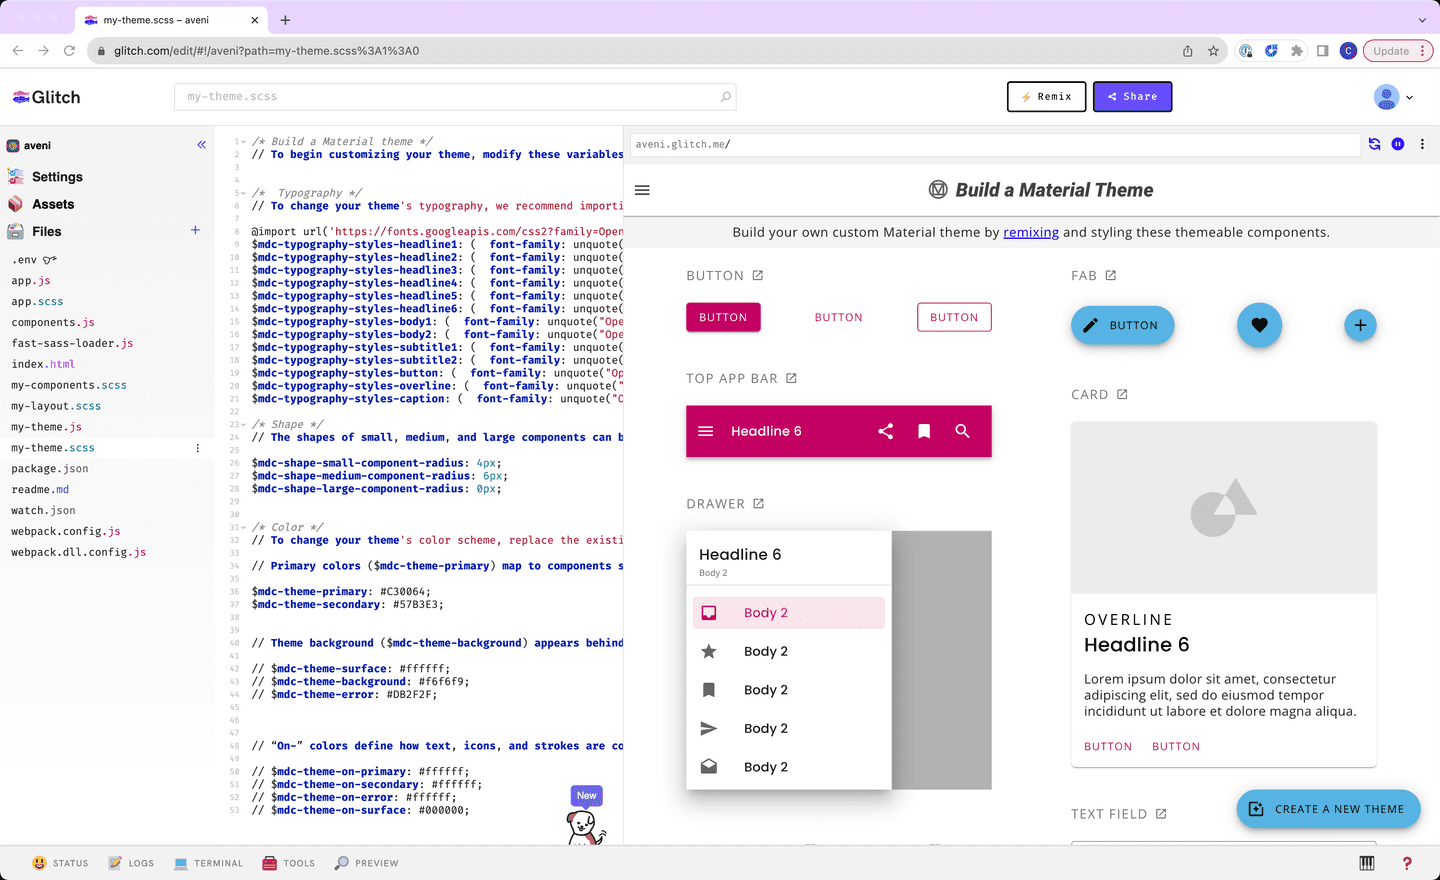 my-theme.scss – aveni
glitch.com/edit/#!/aveni?path=my-theme.scss%3A1%3A0
C
Update
Glitch
my-theme.scss
Remix
Share
aveni
Settings
Assets
Files
.env
app.js
app.scss
components.js
fast-sass-loader.js
index.html
my-components.scss
my-layout.scss
my-theme.js
my-theme.scss
package.json
readme.md
watch.json
webpack.config.js
webpack.dll.config.js
1 /* Build a Material theme */
2 // To begin customizing your theme, modify these variables
3
4
5 /*  Typography */
6 // To change your theme's typography, we recommend importi
7
8 @import url('https://fonts.googleapis.com/css2?family=Open
9 $mdc-typography-styles-headline1: (  font-family: unquote(
10 $mdc-typography-styles-headline2: (  font-family: unquote(
11 $mdc-typography-styles-headline3: (  font-family: unquote(
12 $mdc-typography-styles-headline4: (  font-family: unquote(
13 $mdc-typography-styles-headline5: (  font-family: unquote(
14 $mdc-typography-styles-headline6: (  font-family: unquote(
15 $mdc-typography-styles-body1: (  font-family: unquote("Ope
16 $mdc-typography-styles-body2: (  font-family: unquote("Ope
17 $mdc-typography-styles-subtitle1: (  font-family: unquote(
18 $mdc-typography-styles-subtitle2: (  font-family: unquote(
19 $mdc-typography-styles-button: (  font-family: unquote("Op
20 $mdc-typography-styles-overline: (  font-family: unquote("
21 $mdc-typography-styles-caption: (  font-family: unquote("O
22
23 /* Shape */
24 // The shapes of small, medium, and large components can b
25
26 $mdc-shape-small-component-radius: 4px;
27 $mdc-shape-medium-component-radius: 6px;
28 $mdc-shape-large-component-radius: 0px;
29
30
31 /* Color */
32 // To change your theme's color scheme, replace the existi
33
34 // Primary colors ($mdc-theme-primary) map to components s
35
36 $mdc-theme-primary: #C30064;
37 $mdc-theme-secondary: #57B3E3;
38
39
40 // Theme background ($mdc-theme-background) appears behind
41
42 // $mdc-theme-surface: #ffffff;
43 // $mdc-theme-background: #f6f6f9;
44 // $mdc-theme-error: #DB2F2F;
45
46
47
48 // “On-” colors define how text, icons, and strokes are co
49
50 // $mdc-theme-on-primary: #ffffff;
51 // $mdc-theme-on-secondary: #ffffff;
52 // $mdc-theme-on-error: #ffffff;
53 // $mdc-theme-on-surface: #000000;
New
aveni.glitch.me/
Build a Material Theme
Build your own custom Material theme by remixing and styling these themeable components.
BUTTON
BUTTON BUTTON BUTTON
TOP APP BAR
Headline 6
DRAWER
Headline 6
Body 2
Body 2
Body 2
Body 2
Body 2
Body 2
FAB
BUTTON
CARD
OVERLINE
Headline 6
Lorem ipsum dolor sit amet, consectetur
adipiscing elit, sed do eiusmod tempor
incididunt ut labore et dolore magna aliqua.
BUTTON BUTTON
TEXT FIELD
CREATE A NEW THEME
STATUS LOGS TERMINAL TOOLS PREVIEW
?